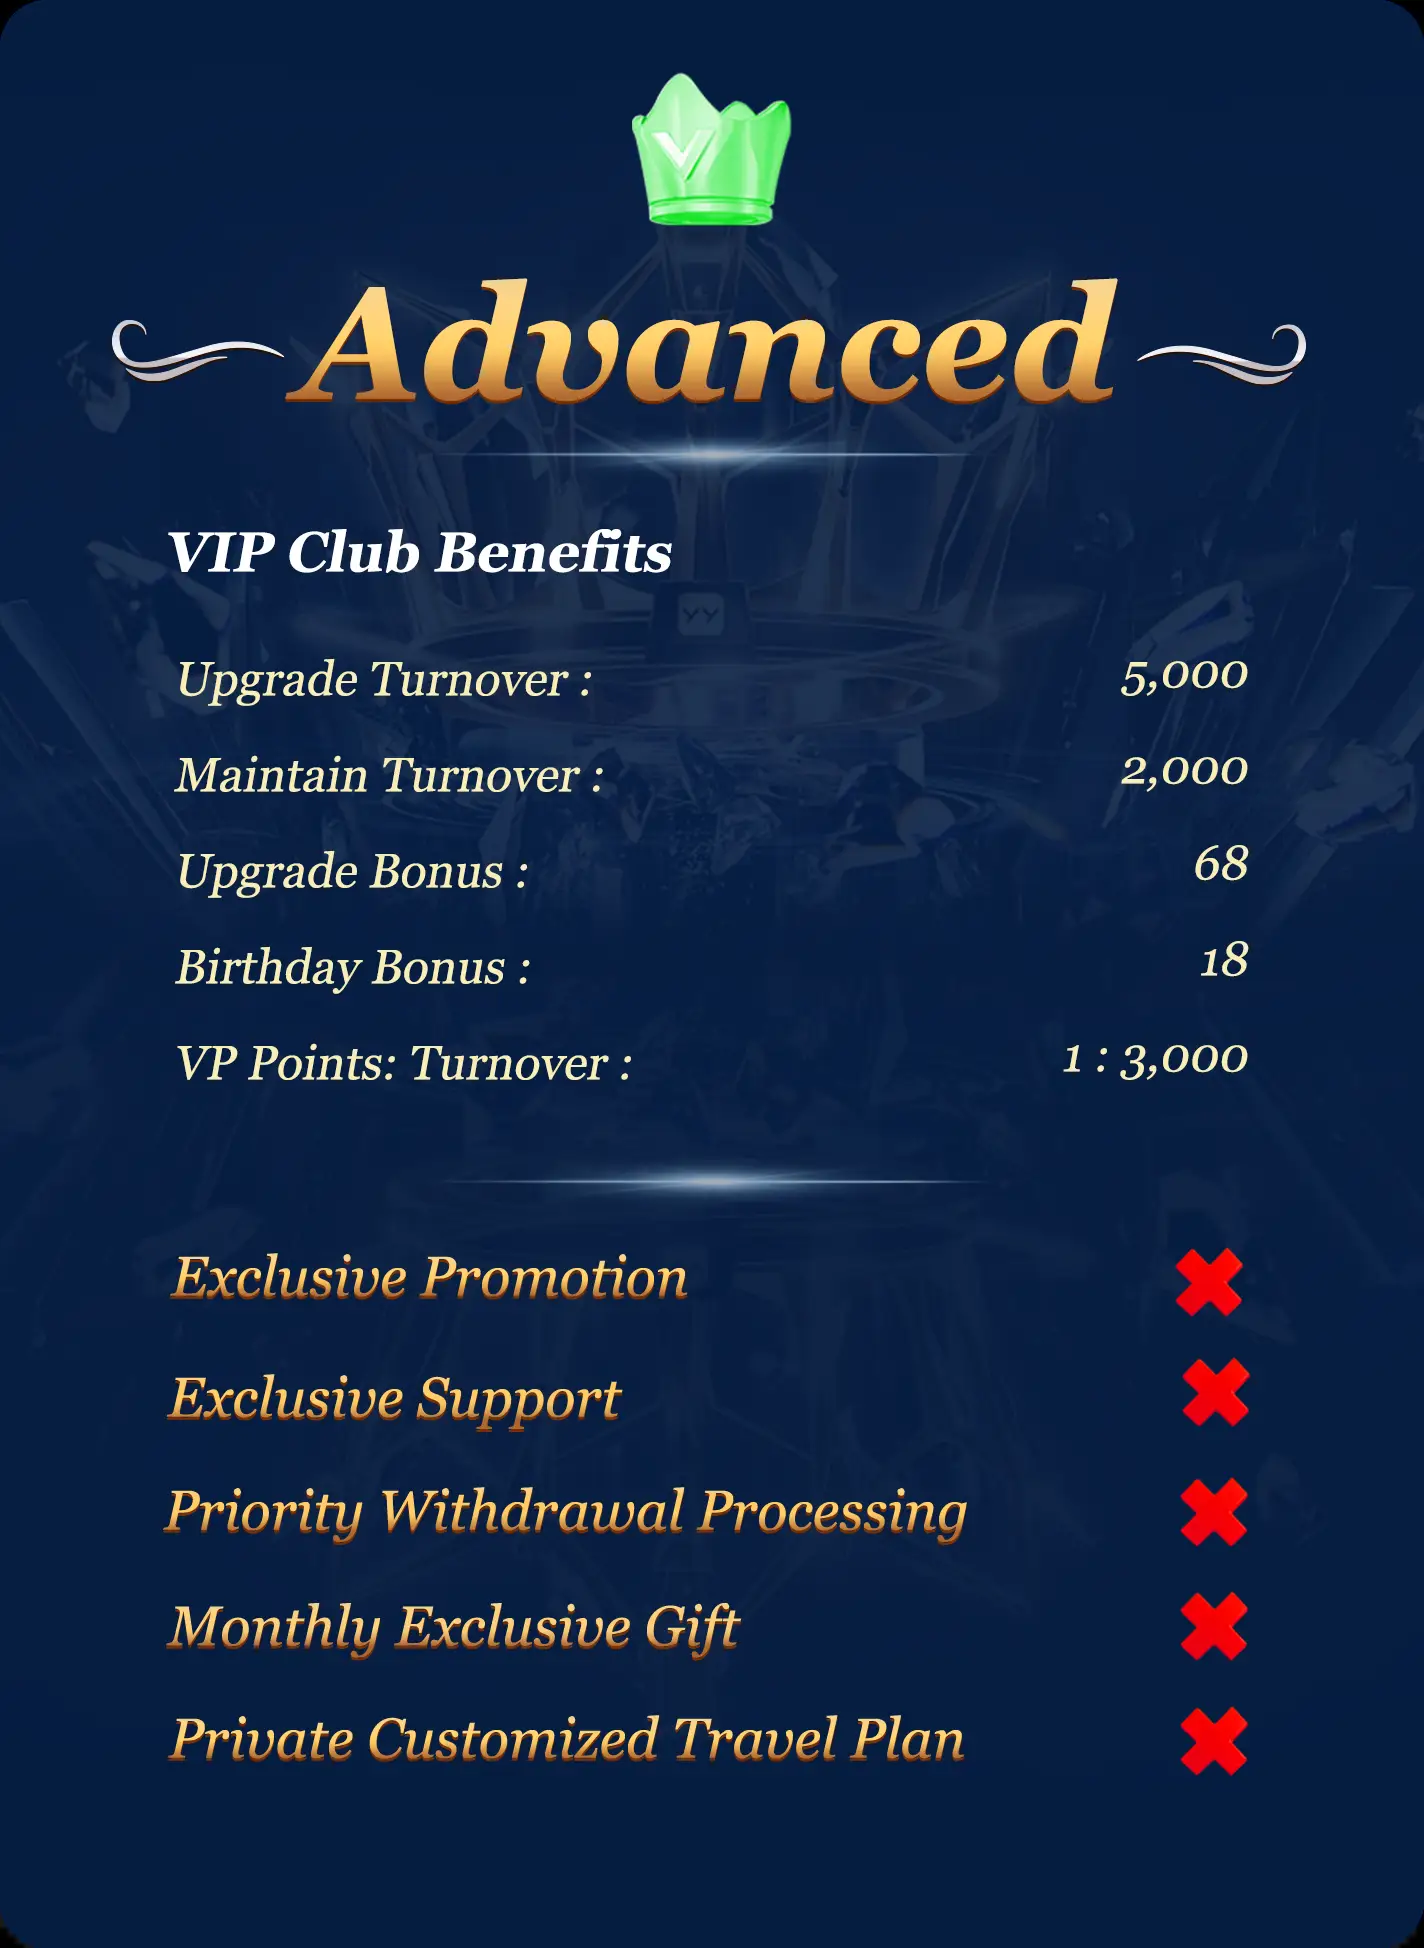 V
Advanced
VIP Club Benefits
Upgrade Turnover : 5,000
Maintain Turnover : 2,000
Upgrade Bonus : 68
Birthday Bonus : 18
VP Points: Turnover : 1 : 3,000
Exclusive Promotion
Exclusive Support
Priority Withdrawal Processing
Monthly Exclusive Gift
Private Customized Travel Plan